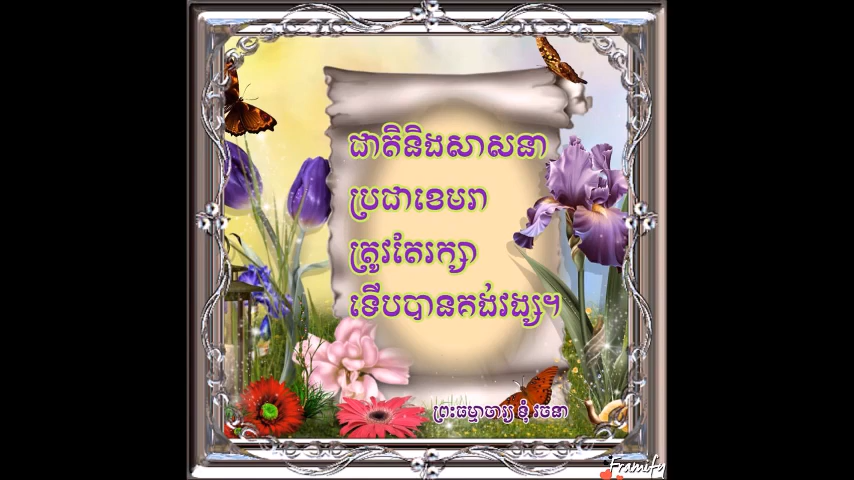 ជាតិនិងសាសនា
ប្រជាខេមរា
ត្រូវតែរក្សា
ទើបបានគង់វង្ស។
ព្រះធម្មាចារ្យ ខុំ រចនា
Framify